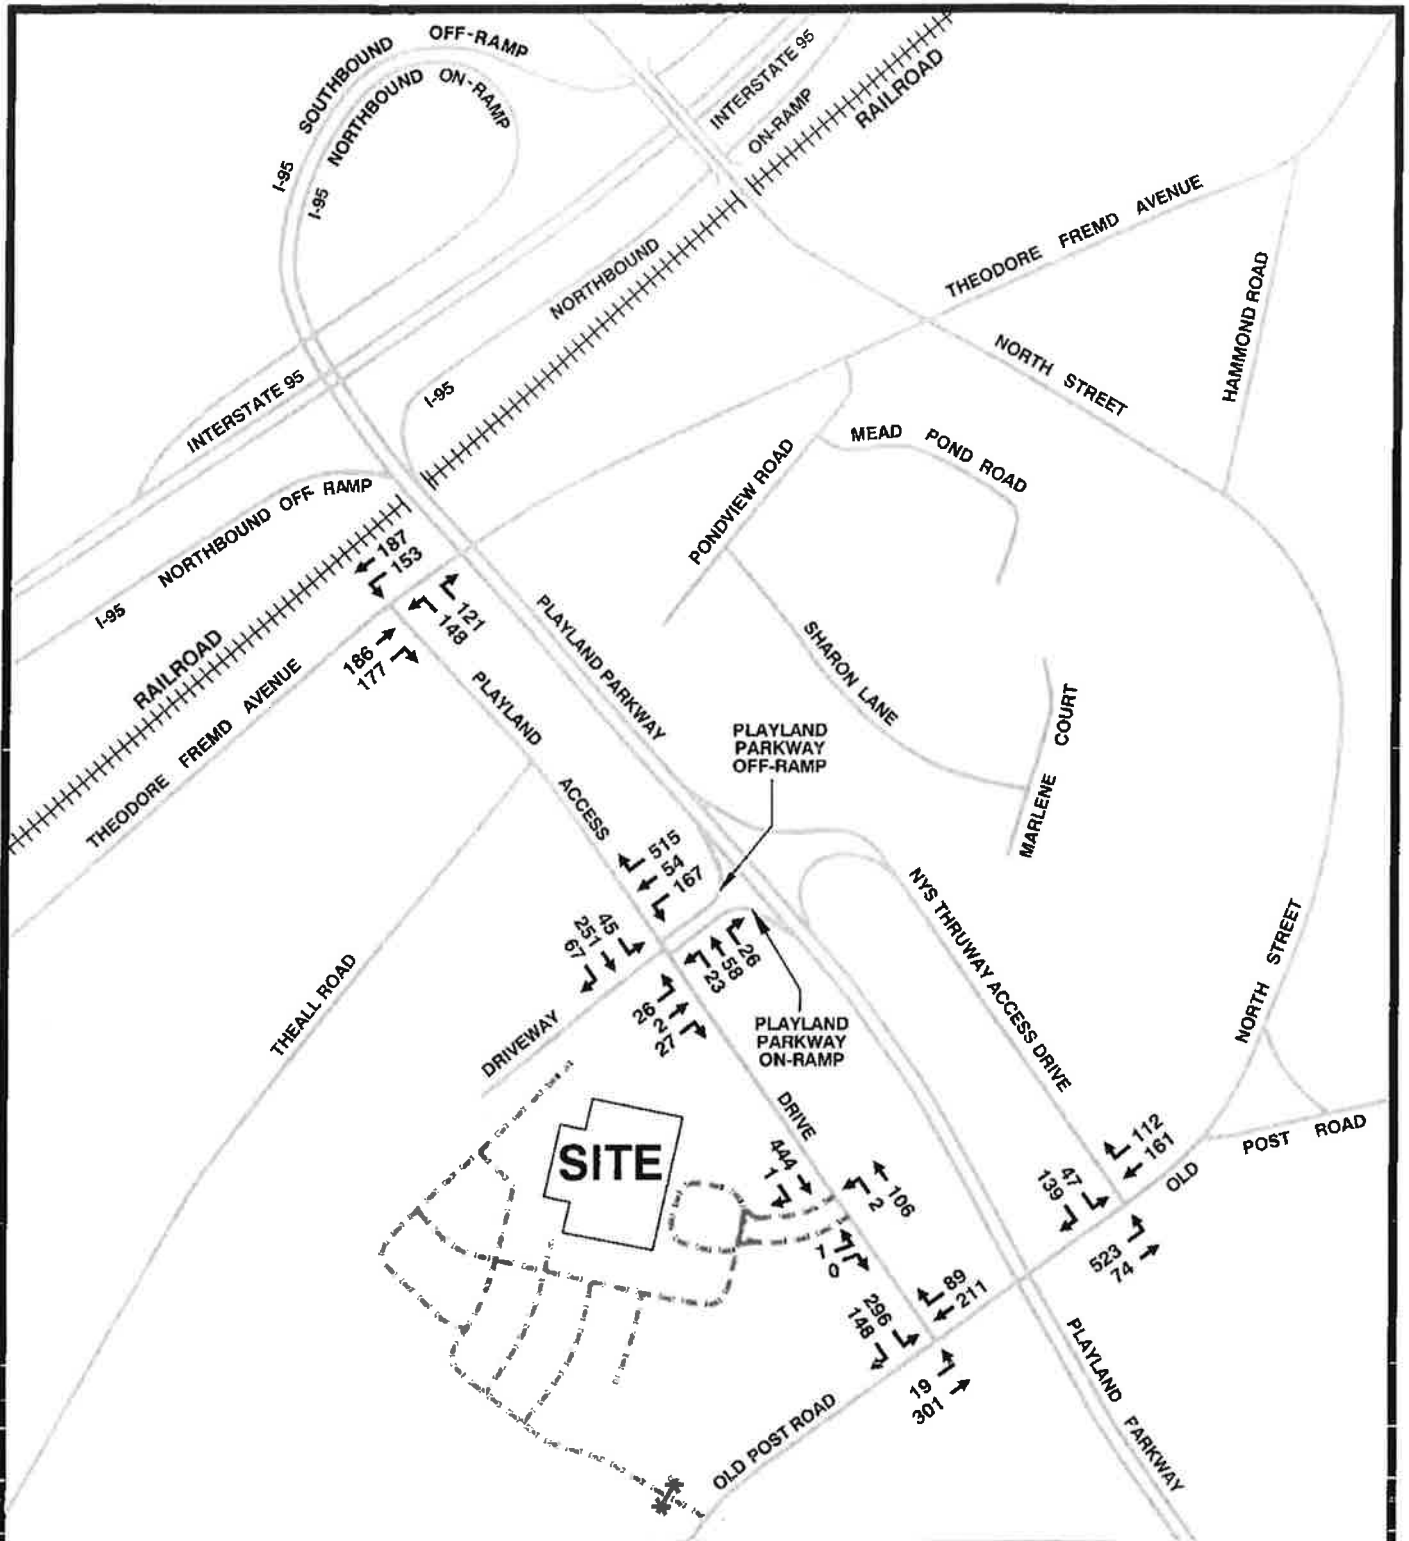 OFF-RAMP
SOUTHBOUND
I-95
NORTHBOUND ON-RAMP
I-95
INTERSTATE 95
ON-RAMP
RAILROAD
THEODORE FREMD AVENUE
NORTHBOUND
I-95
INTERSTATE 95
HAMMOND ROAD
NORTH STREET
MEAD POND ROAD
PONDVIEW ROAD
I-95 NORTHBOUND OFF RAMP
RAILROAD
THEODORE FREMD AVENUE
187
153
121
148
186
177
PLAYLAND PARKWAY
SHARON LANE
MARLENE COURT
PLAYLAND ACCESS DRIVE
PLAYLAND
PARKWAY
OFF-RAMP
515
54
167
45
251
67
26
58
23
26
2
27
NYS THRUWAY ACCESS DRIVE
NORTH STREET
THEALL ROAD
DRIVEWAY
PLAYLAND
PARKWAY
ON-RAMP
SITE
444
1
106
2
7
0
112
161
47
139
523
74
OLD
POST ROAD
89
211
296
148
19
301
OLD POST ROAD
PLAYLAND PARKWAY